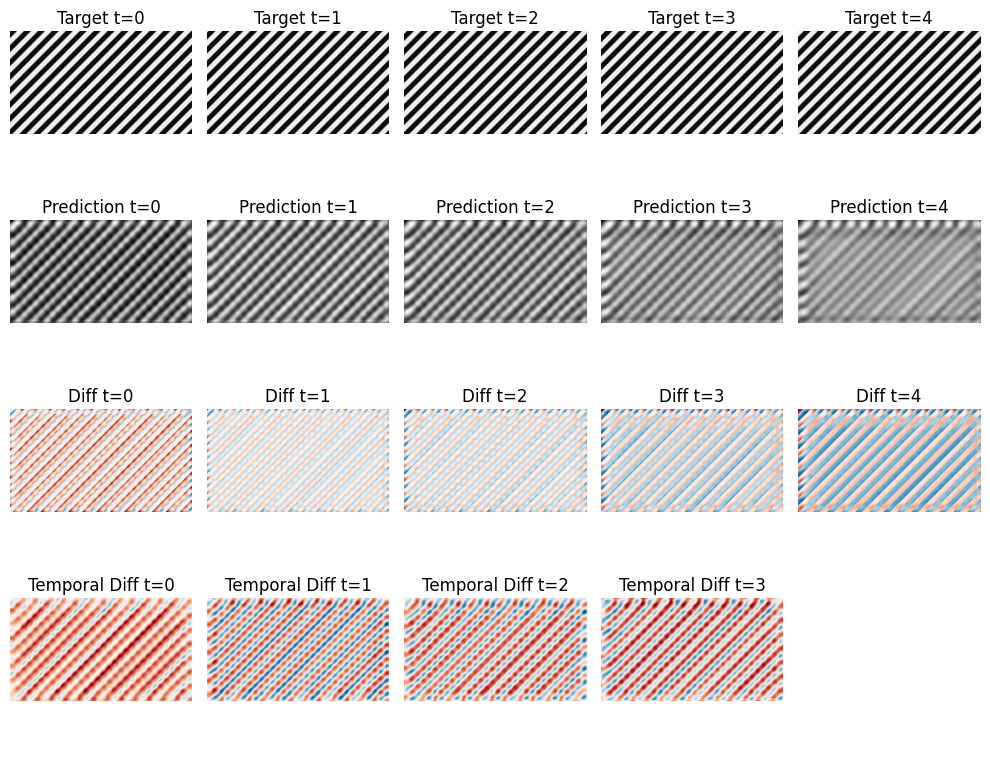 Target t=0 Target t=1 Target t=2 Target t=3 Target t=4
Prediction t=0 Prediction t=1 Prediction t=2 Prediction t=3 Prediction t=4
Diff t=0 Diff t=1 Diff t=2 Diff t=3 Diff t=4
Temporal Diff t=0 Temporal Diff t=1 Temporal Diff t=2 Temporal Diff t=3